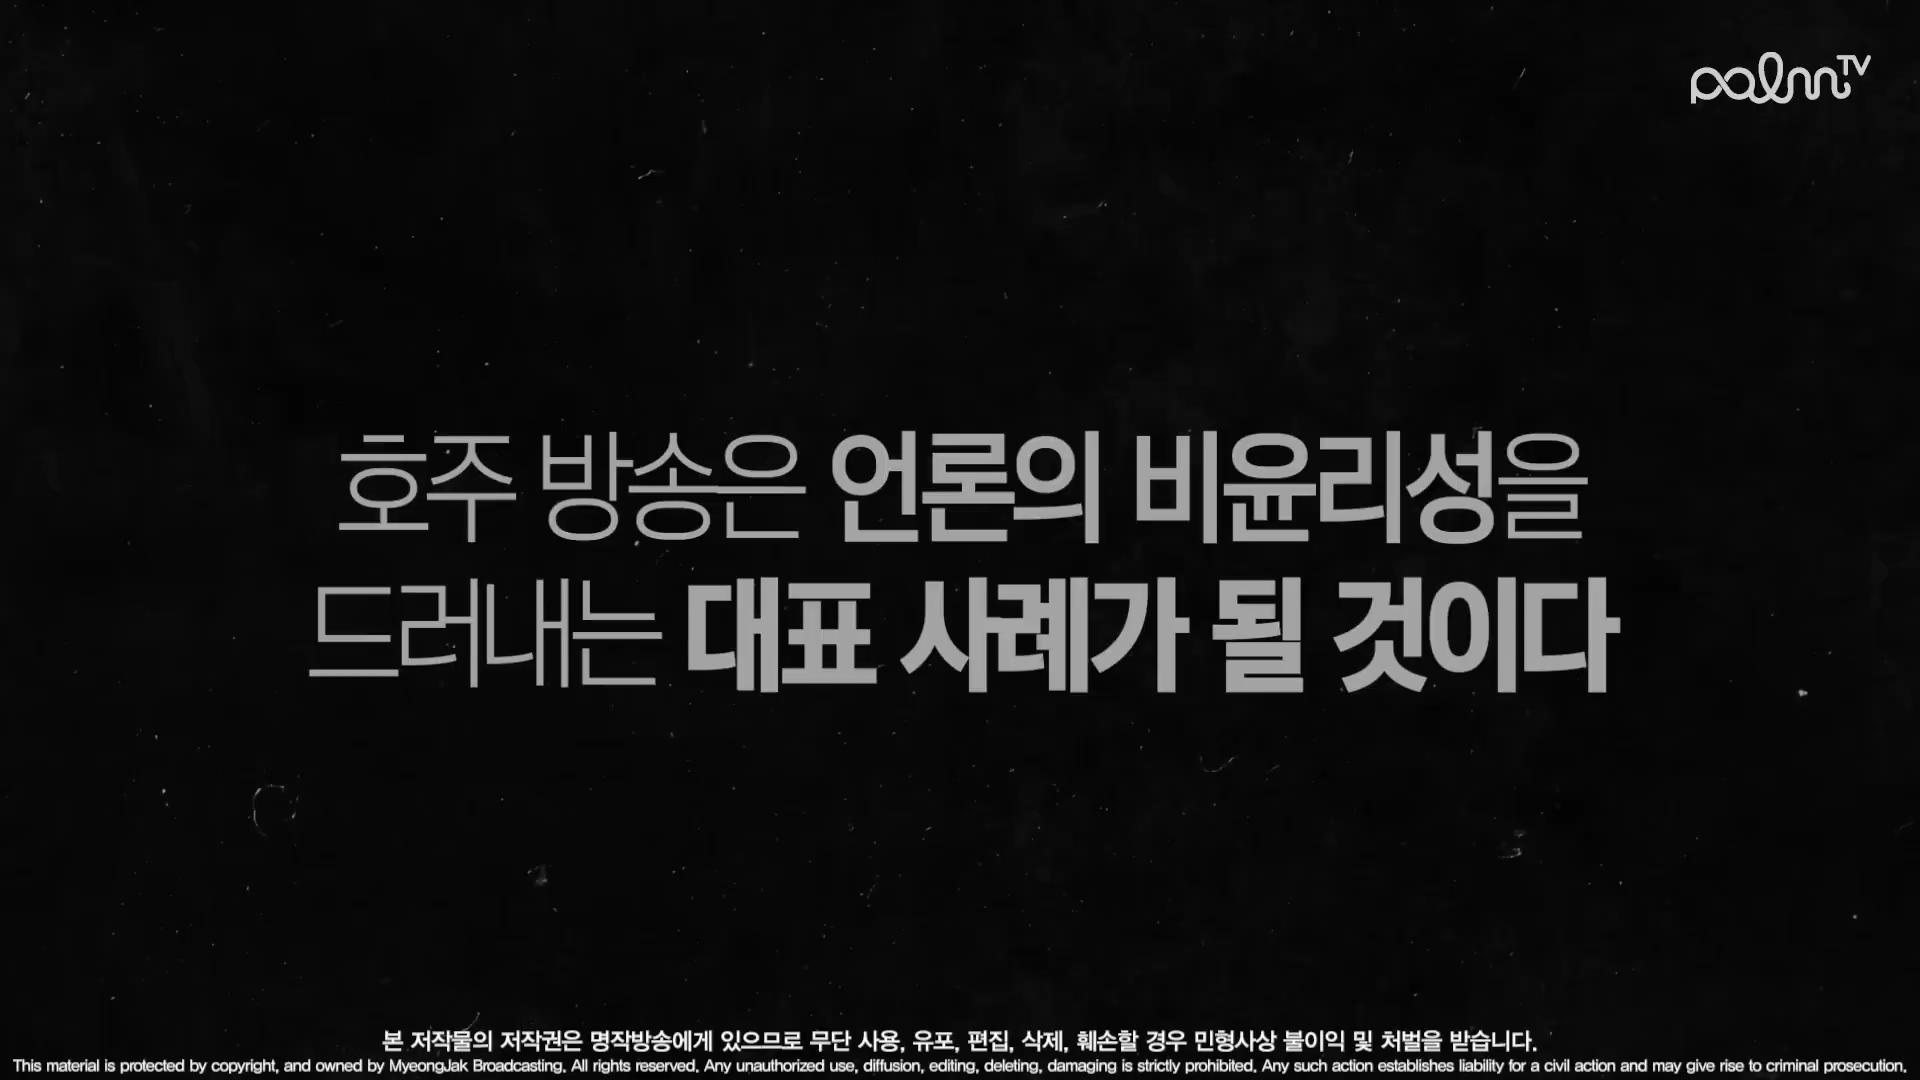 palm TV
호주 방송은 언론의 비윤리성을
드러내는 대표 사례가 될 것이다
본 저작물의 저작권은 명작방송에게 있으므로 무단 사용, 유포, 편집, 삭제, 훼손할 경우 민형사상 불이익 및 처벌을 받습니다.
This material is protected by copyright, and owned by MyeongJak Broadcasting. All rights reserved. Any unauthorized use, diffusion, editing, deleting, damaging is strictly prohibited. Any such action establishes liability for a civil action and may give rise to criminal prosecution.